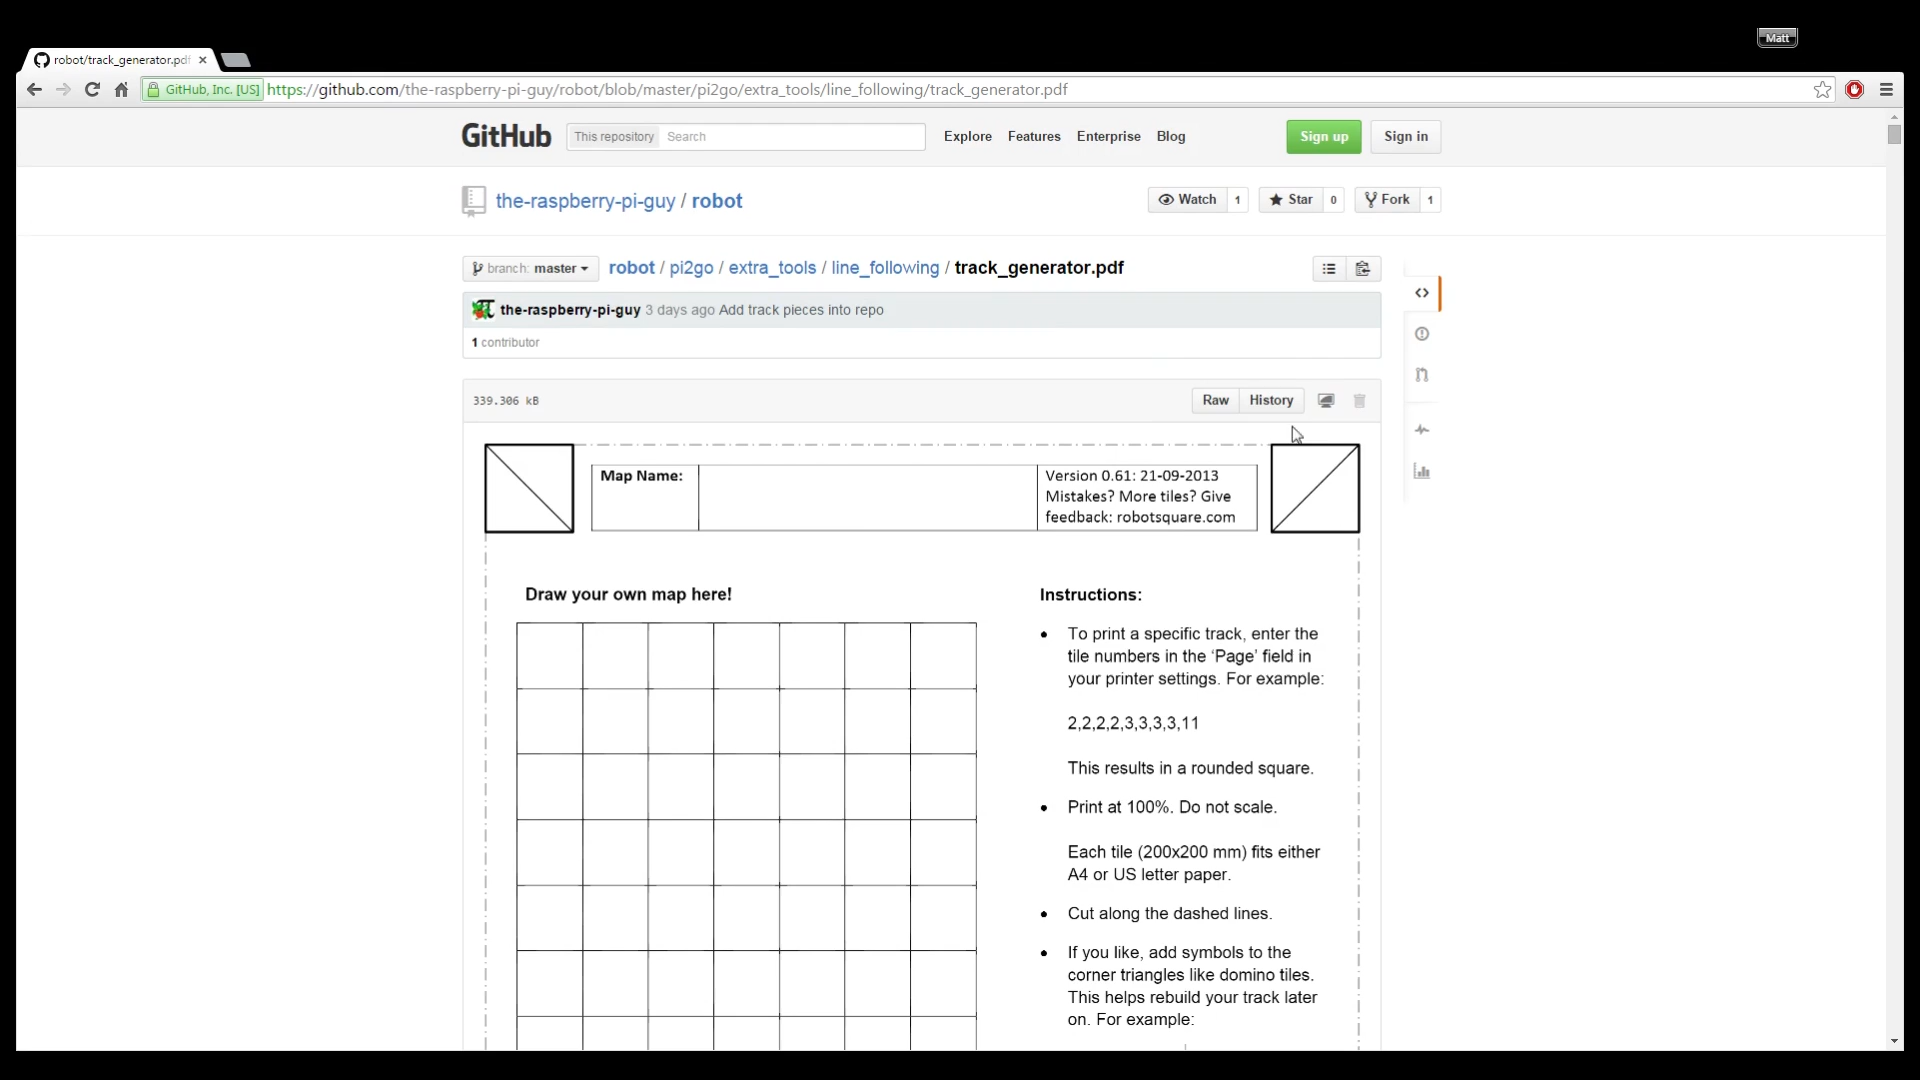 Matt
robot/track_generator.pdf
GitHub, Inc. [US] https://github.com/the-raspberry-pi-guy/robot/blob/master/pi2go/extra_tools/line_following/track_generator.pdf
GitHub This repository Search Explore Features Enterprise Blog Sign up Sign in
the-raspberry-pi-guy / robot Watch 1 Star 0 Fork 1
branch: master robot / pi2go / extra_tools / line_following / track_generator.pdf
the-raspberry-pi-guy 3 days ago Add track pieces into repo
1 contributor
339.306 kB Raw History
Map Name:
Version 0.61: 21-09-2013
Mistakes? More tiles? Give
feedback: robotsquare.com
Draw your own map here!
Instructions:
• To print a specific track, enter the
tile numbers in the ‘Page’ field in
your printer settings. For example:
2,2,2,2,3,3,3,3,11
This results in a rounded square.
• Print at 100%. Do not scale.
Each tile (200x200 mm) fits either
A4 or US letter paper.
• Cut along the dashed lines.
• If you like, add symbols to the
corner triangles like domino tiles.
This helps rebuild your track later
on. For example: